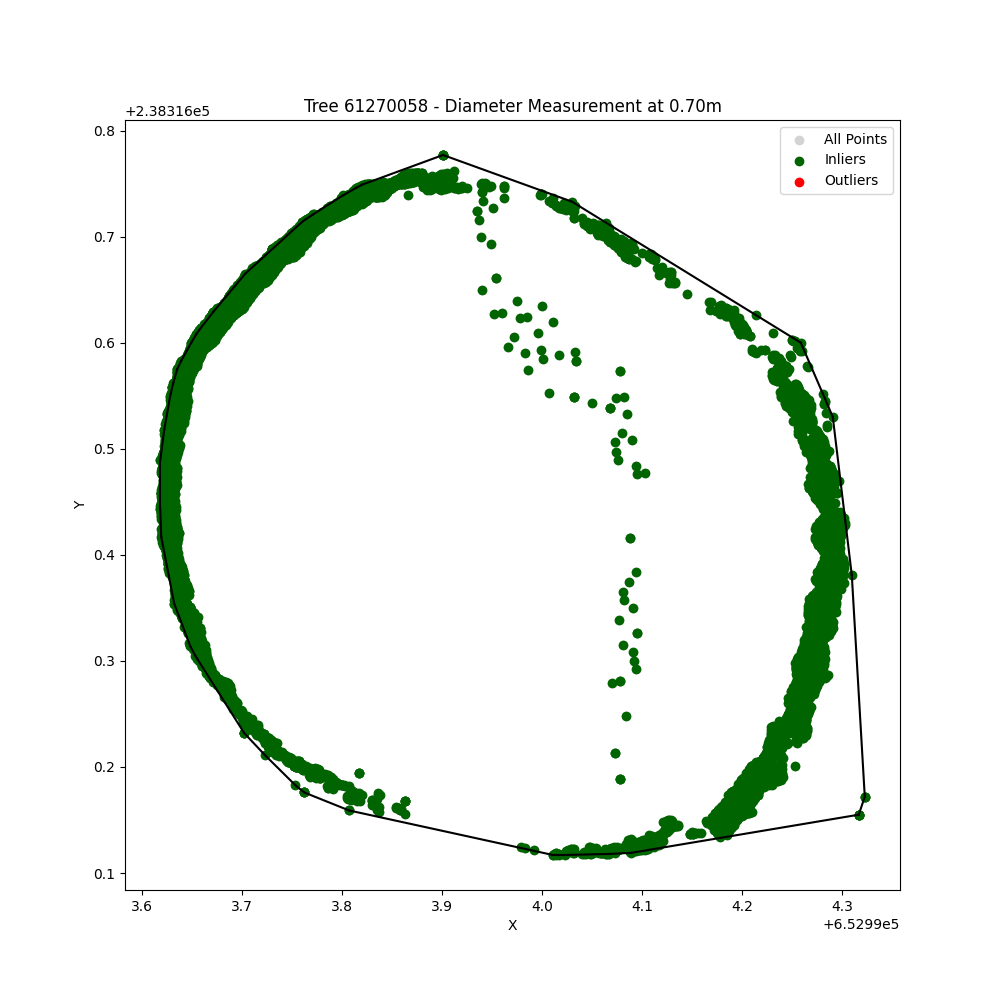 Tree 61270058 - Diameter Measurement at 0.70m
+2.38316e5
All Points
Inliers
Outliers
0.8
0.7
0.6
0.5
0.4
0.3
0.2
0.1
Y
3.6 3.7 3.8 3.9 4.0 4.1 4.2 4.3
X
+6.5299e5